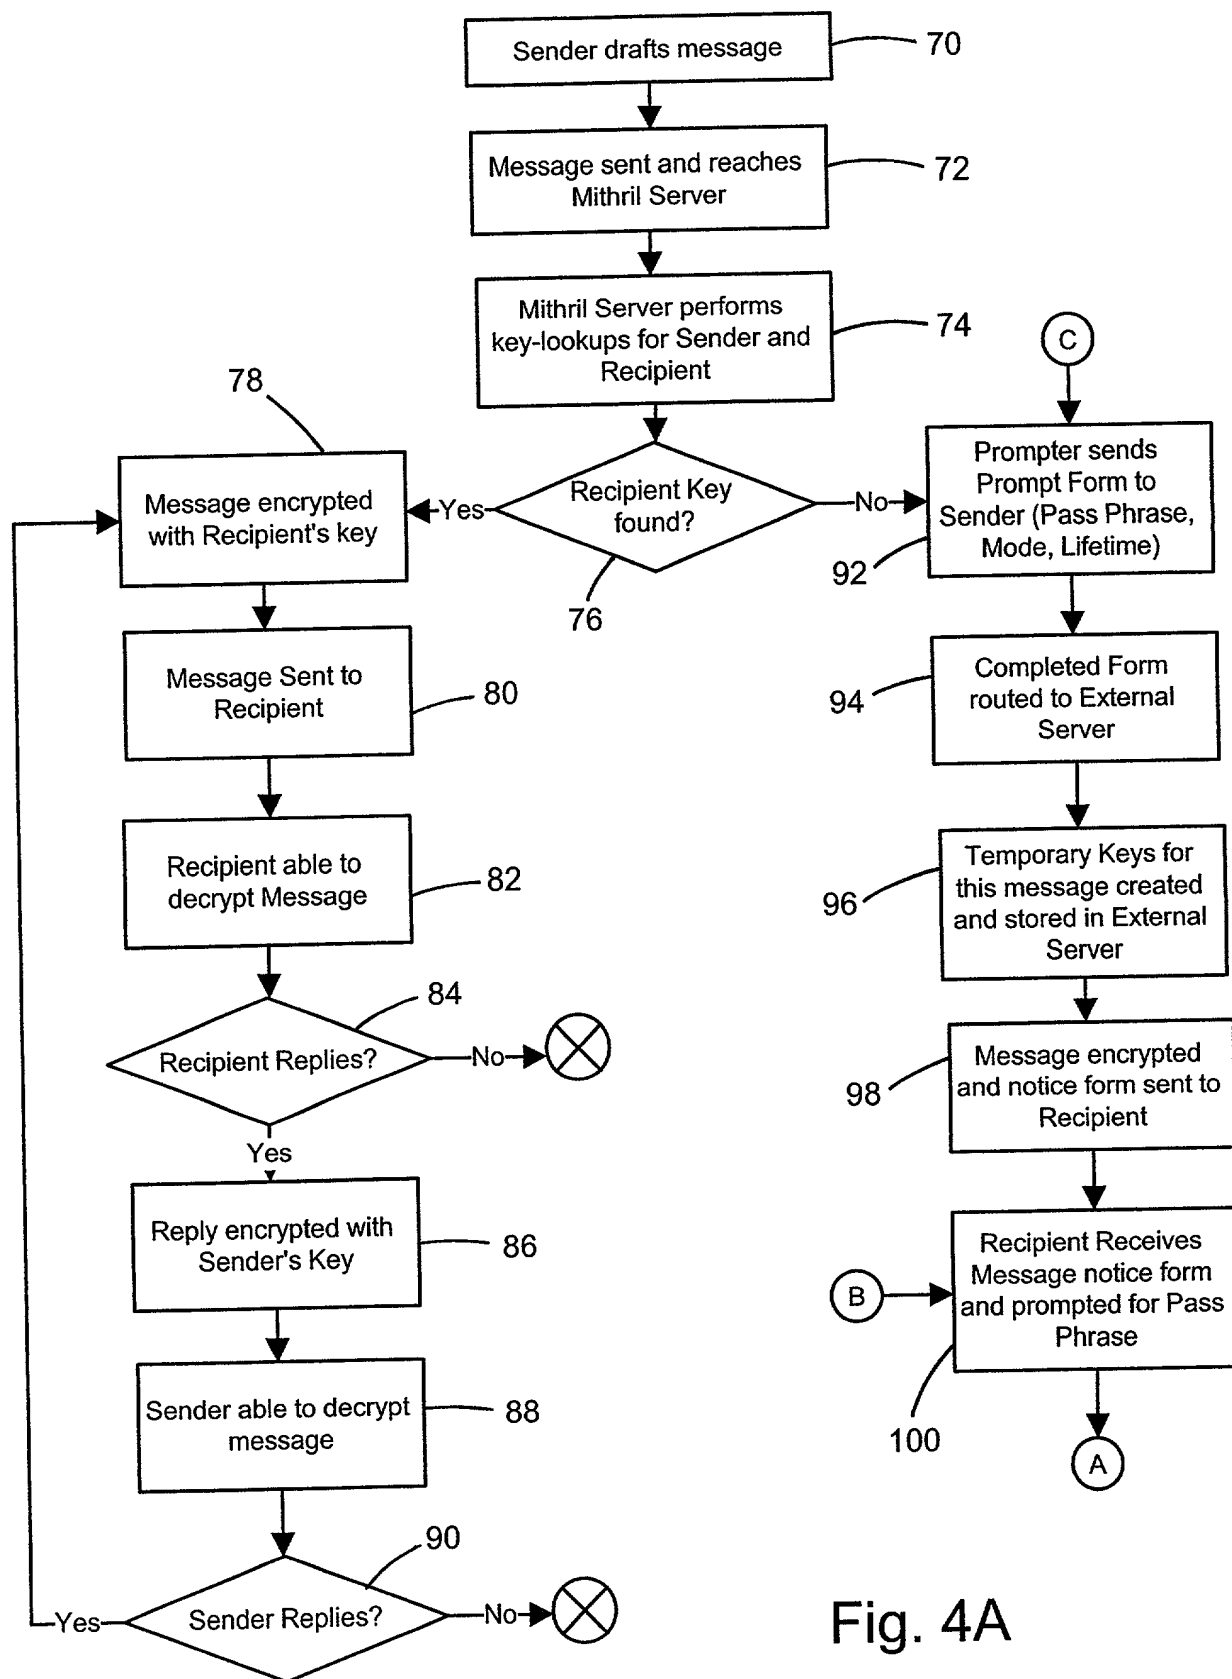 Sender drafts message
70
Message sent and reaches
Mithril Server
72
Mithril Server performs
key-lookups for Sender and
Recipient
74
C
78
Message encrypted
with Recipient's key
Yes
Recipient Key
found?
76
No
Prompter sends
Prompt Form to
Sender (Pass Phrase,
Mode, Lifetime)
92
Message Sent to
Recipient
80
Completed Form
routed to External
Server
94
Recipient able to
decrypt Message
82
Temporary Keys for
this message created
and stored in External
Server
96
84
Recipient Replies?
No
Yes
Message encrypted
and notice form sent to
Recipient
98
Reply encrypted with
Sender's Key
86
B
Recipient Receives
Message notice form
and prompted for Pass
Phrase
100
Sender able to decrypt
message
88
A
90
Sender Replies?
Yes
No
Fig. 4A